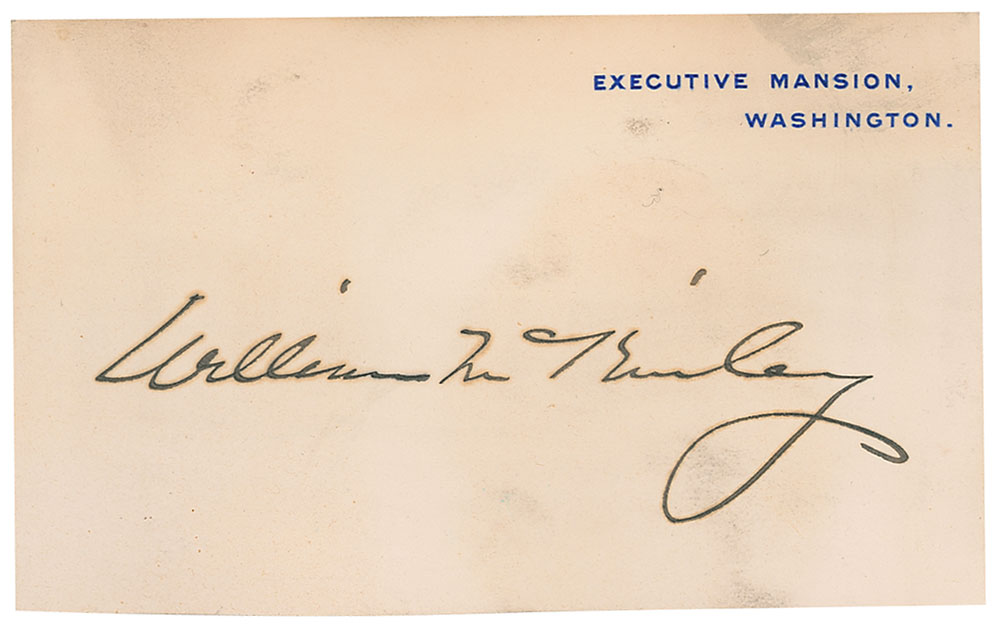 EXECUTIVE MANSION,
WASHINGTON.
William McKinley